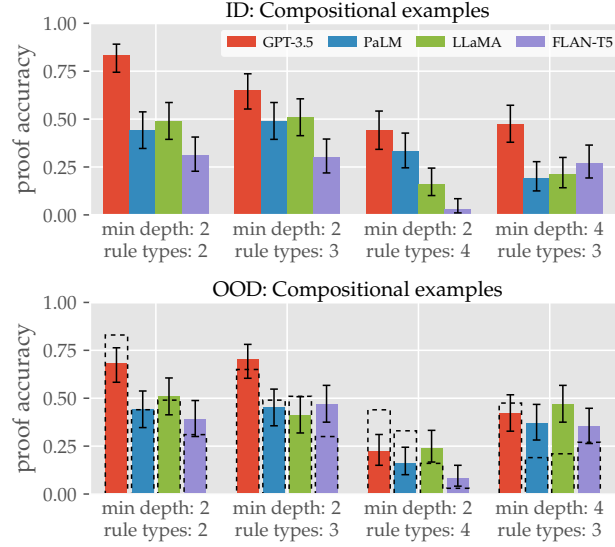 ID: Compositional examples
1.00
GPT-3.5 PaLM LLaMA FLAN-T5
0.75
0.50
0.25
0.00
proof accuracy
min depth: 2 min depth: 2 min depth: 2 min depth: 4
rule types: 2 rule types: 3 rule types: 4 rule types: 3
OOD: Compositional examples
1.00
0.75
0.50
0.25
0.00
proof accuracy
min depth: 2 min depth: 2 min depth: 2 min depth: 4
rule types: 2 rule types: 3 rule types: 4 rule types: 3